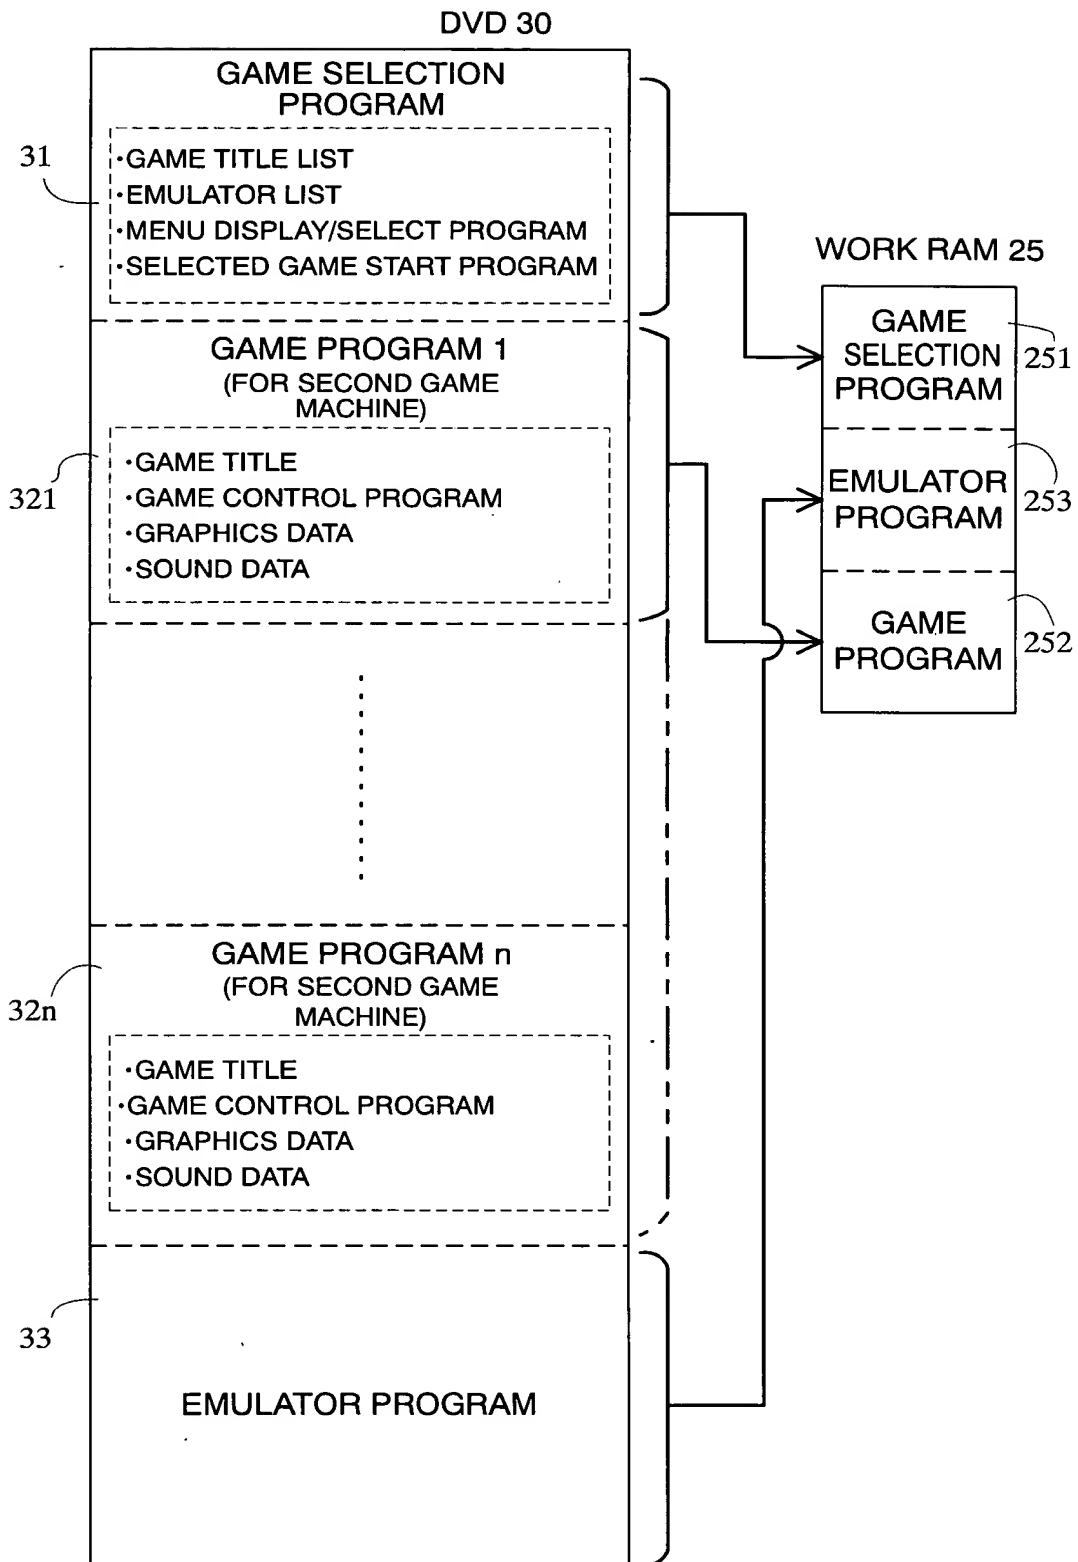 DVD 30
GAME SELECTION
PROGRAM
31
·GAME TITLE LIST
·EMULATOR LIST
·MENU DISPLAY/SELECT PROGRAM
·SELECTED GAME START PROGRAM
GAME PROGRAM 1
(FOR SECOND GAME
MACHINE)
321
·GAME TITLE
·GAME CONTROL PROGRAM
·GRAPHICS DATA
·SOUND DATA
GAME PROGRAM n
(FOR SECOND GAME
MACHINE)
32n
·GAME TITLE
·GAME CONTROL PROGRAM
·GRAPHICS DATA
·SOUND DATA
33
EMULATOR PROGRAM
WORK RAM 25
GAME
SELECTION
PROGRAM
251
EMULATOR
PROGRAM
253
GAME
PROGRAM
252